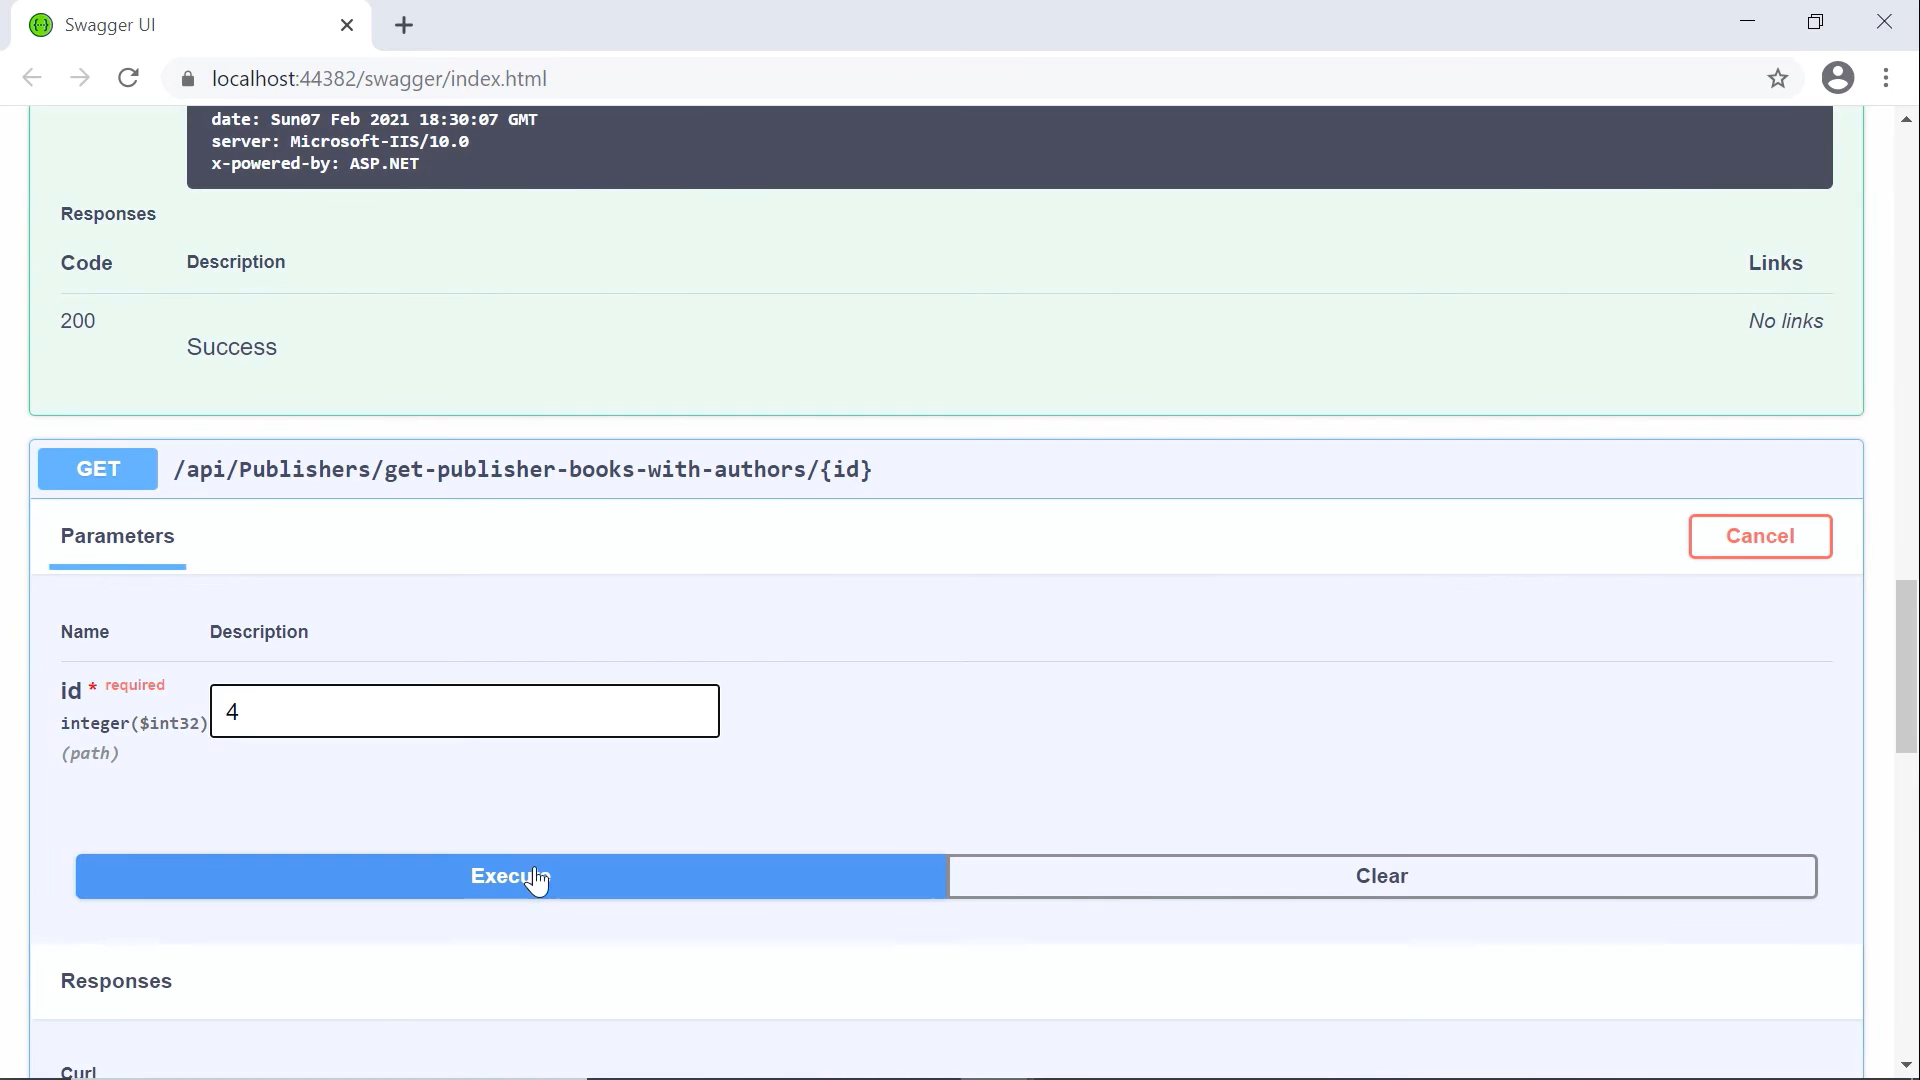 Swagger UI
localhost:44382/swagger/index.html
date: Sun07 Feb 2021 18:30:07 GMT
server: Microsoft-IIS/10.0
x-powered-by: ASP.NET
Responses
Code Description Links
200 No links
Success
GET /api/Publishers/get-publisher-books-with-authors/{id}
Parameters Cancel
Name Description
id * required
integer($int32) 4
(path)
Execute Clear
Responses
Curl